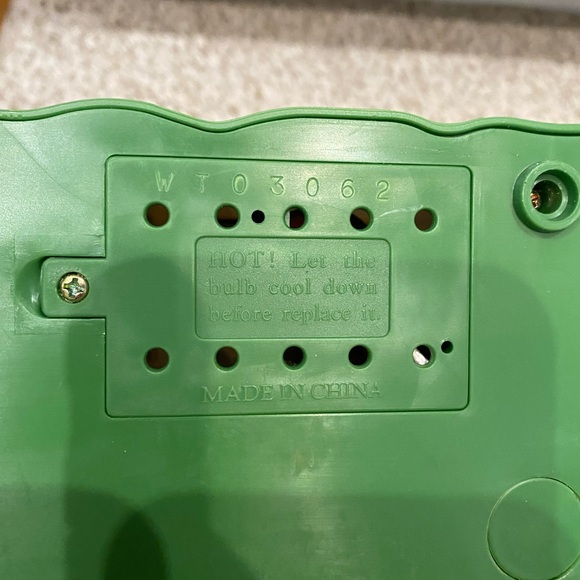 WT03062
HOT! Let the
bulb cool down
before replace it.
MADE IN CHINA